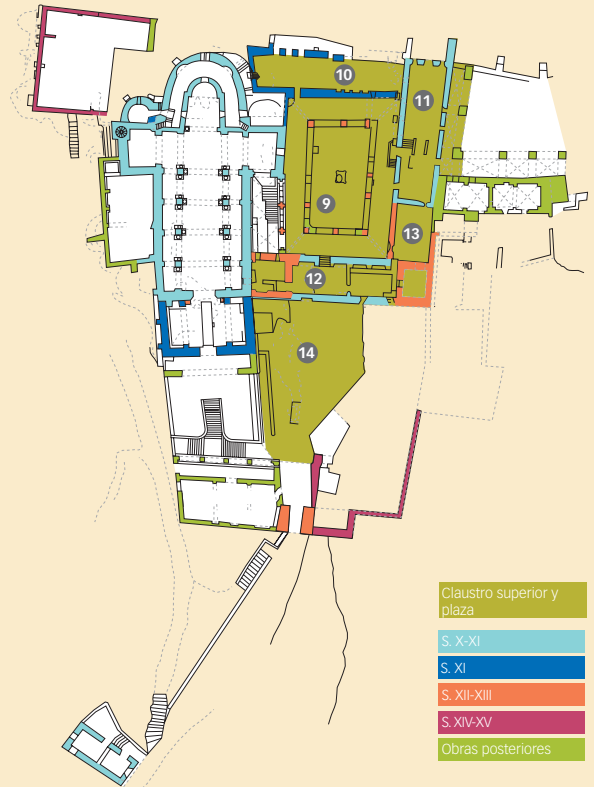 10
11
9
13
12
14
Claustro superior y
plaza
S. X-XI
S. XI
S. XII-XIII
S. XIV-XV
Obras posteriores